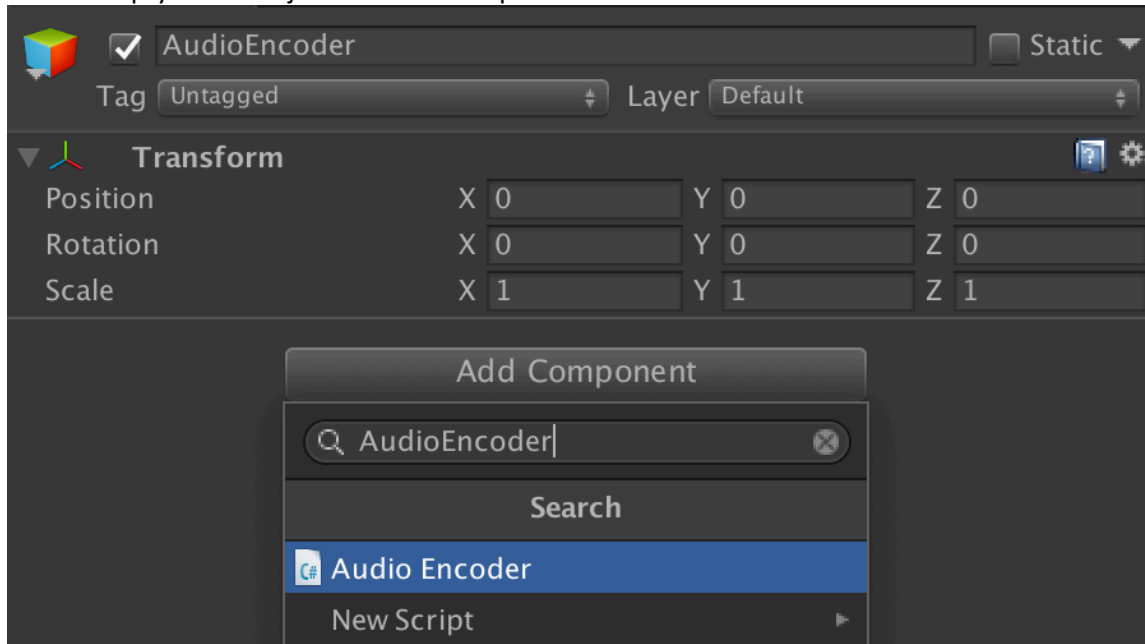 AudioEncoder Static
Tag Untagged Layer Default
Transform
Position X 0 Y 0 Z 0
Rotation X 0 Y 0 Z 0
Scale X 1 Y 1 Z 1
Add Component
AudioEncoder
Search
C# Audio Encoder
New Script